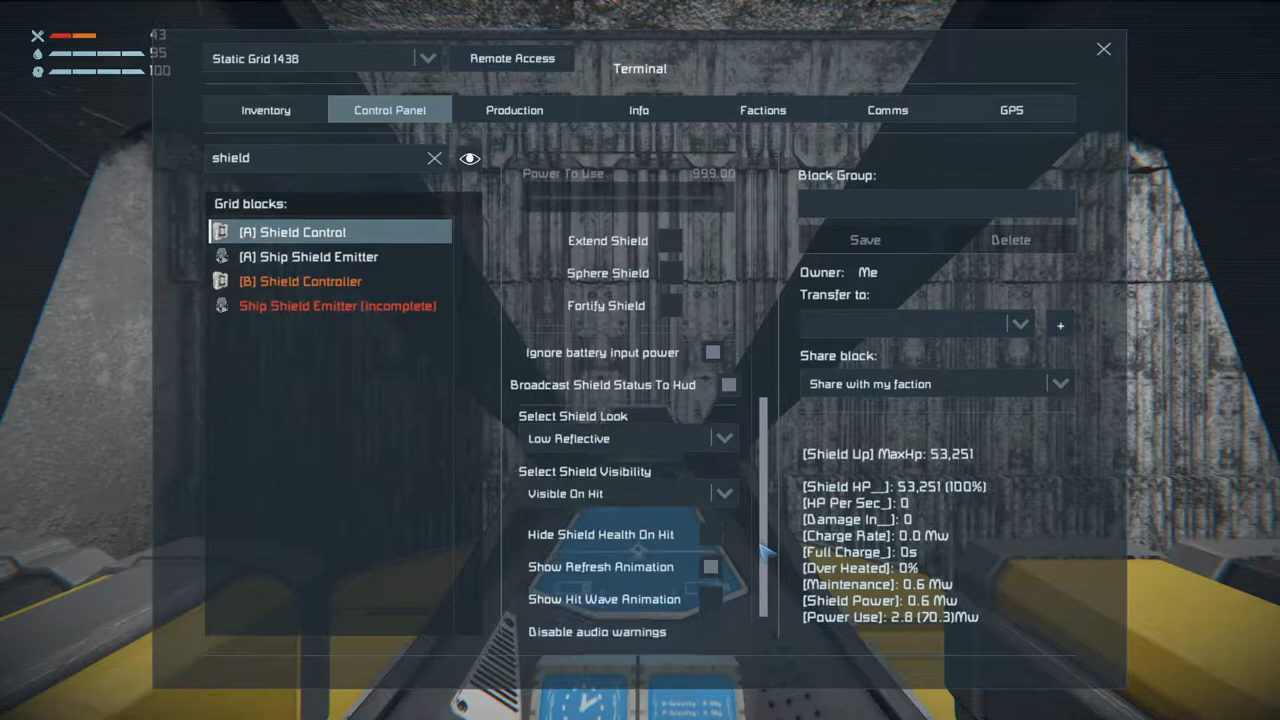 43
95
100
Static Grid 1438
Remote Access
Terminal
Inventory
Control Panel
Production
Info
Factions
Comms
GPS
shield
Grid blocks:
[A] Shield Control
[A] Ship Shield Emitter
[B] Shield Controller
Ship Shield Emitter (Incomplete)
Power To Use 999.00
Extend Shield
Sphere Shield
Fortify Shield
Ignore battery input power
Broadcast Shield Status To Hud
Select Shield Look
Low Reflective
Select Shield Visibility
Visible On Hit
Hide Shield Health On Hit
Show Refresh Animation
Show Hit Wave Animation
Disable audio warnings
Block Group:
Save
Delete
Owner: Me
Transfer to:
+
Share block:
Share with my faction
[Shield Up] MaxHp: 53,251
[Shield HP__]: 53,251 (100%)
[HP Per Sec_]: 0
[Damage In__]: 0
[Charge Rate]: 0.0 Mw
[Full Charge_]: 0s
[Over Heated]: 0%
[Maintenance]: 0.6 Mw
[Shield Power]: 0.6 Mw
[Power Use]: 2.8 (70.3)Mw